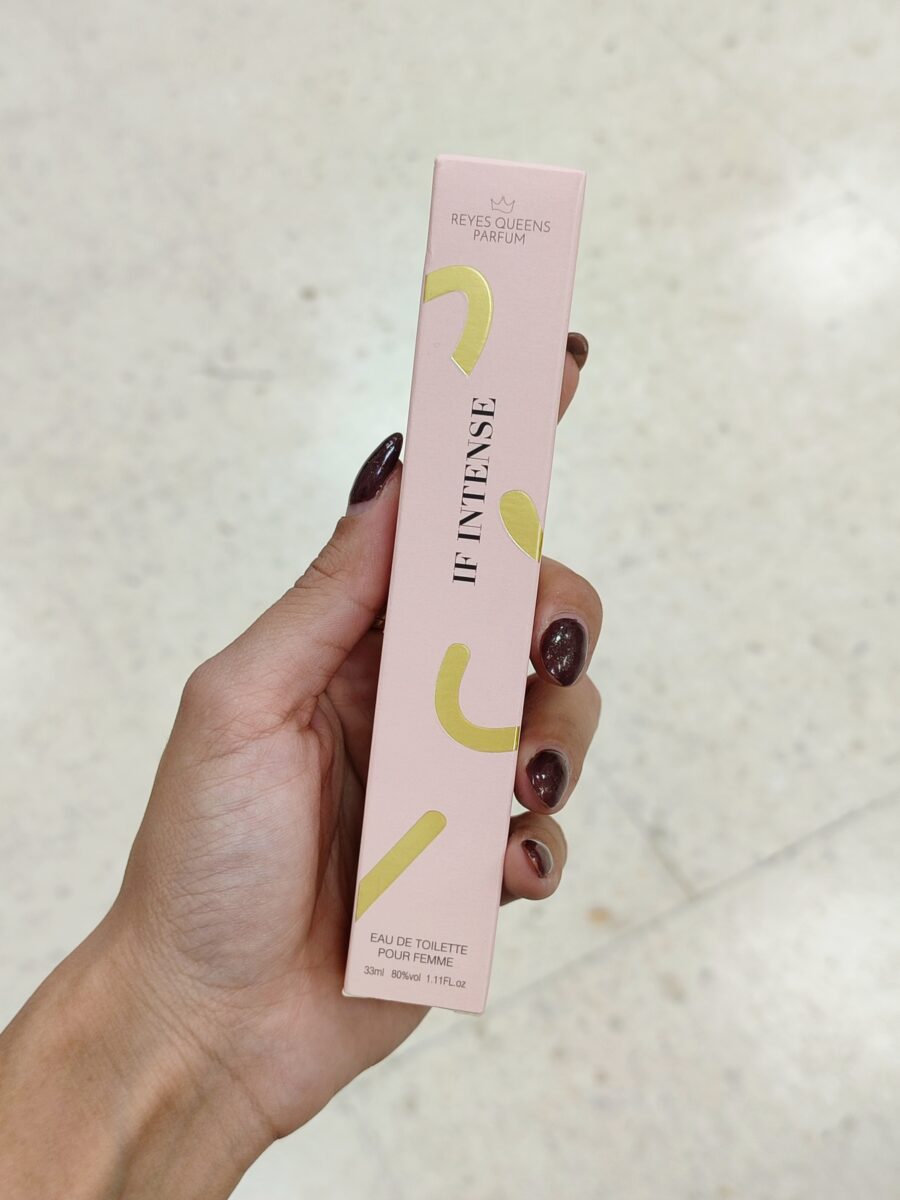 REYES QUEENS
PARFUM
IF INTENSE
EAU DE TOILETTE
POUR FEMME
33ml 80%vol 1.11FL.oz